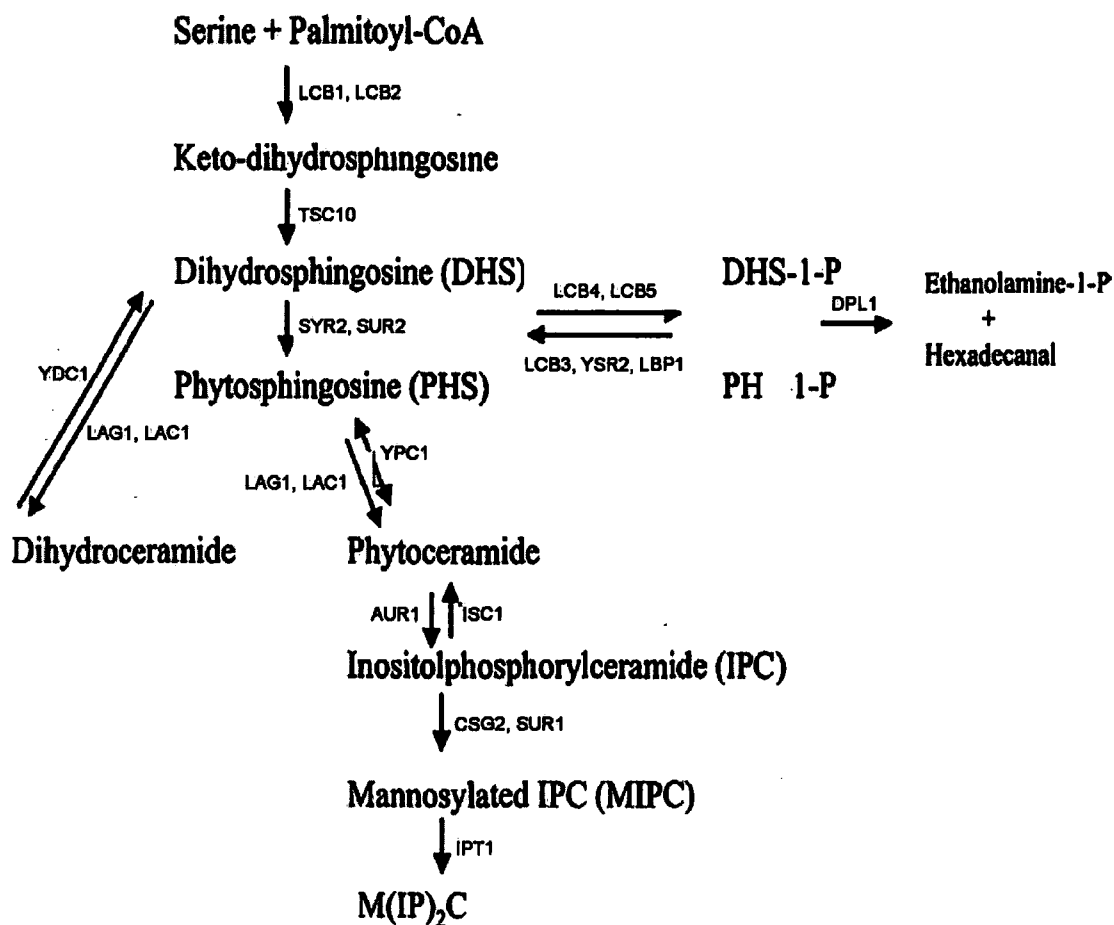 Serine + Palmitoyl-CoA
LCB1, LCB2
Keto-dihydrosphingosine
TSC10
Dihydrosphingosine (DHS)
LCB4, LCB5
DHS-1-P
DPL1
Ethanolamine-1-P
+
Hexadecanal
SYR2, SUR2
LCB3, YSR2, LBP1
YDC1
Phytosphingosine (PHS)
PH 1-P
LAG1, LAC1
YPC1
LAG1, LAC1
Dihydroceramide
Phytoceramide
AUR1
ISC1
Inositolphosphorylceramide (IPC)
CSG2, SUR1
Mannosylated IPC (MIPC)
IPT1
M(IP)₂C